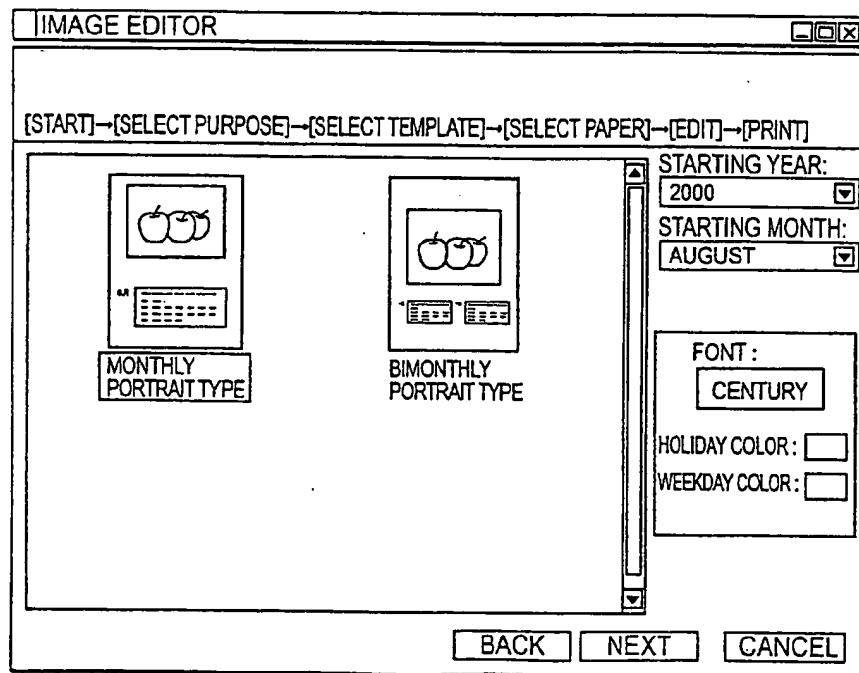 IMAGE EDITOR
[START]→[SELECT PURPOSE]→[SELECT TEMPLATE]→[SELECT PAPER]→[EDIT]→[PRINT]
STARTING YEAR:
2000
STARTING MONTH:
AUGUST
MONTHLY
PORTRAIT TYPE
BIMONTHLY
PORTRAIT TYPE
FONT :
CENTURY
HOLIDAY COLOR :
WEEKDAY COLOR :
BACK
NEXT
CANCEL